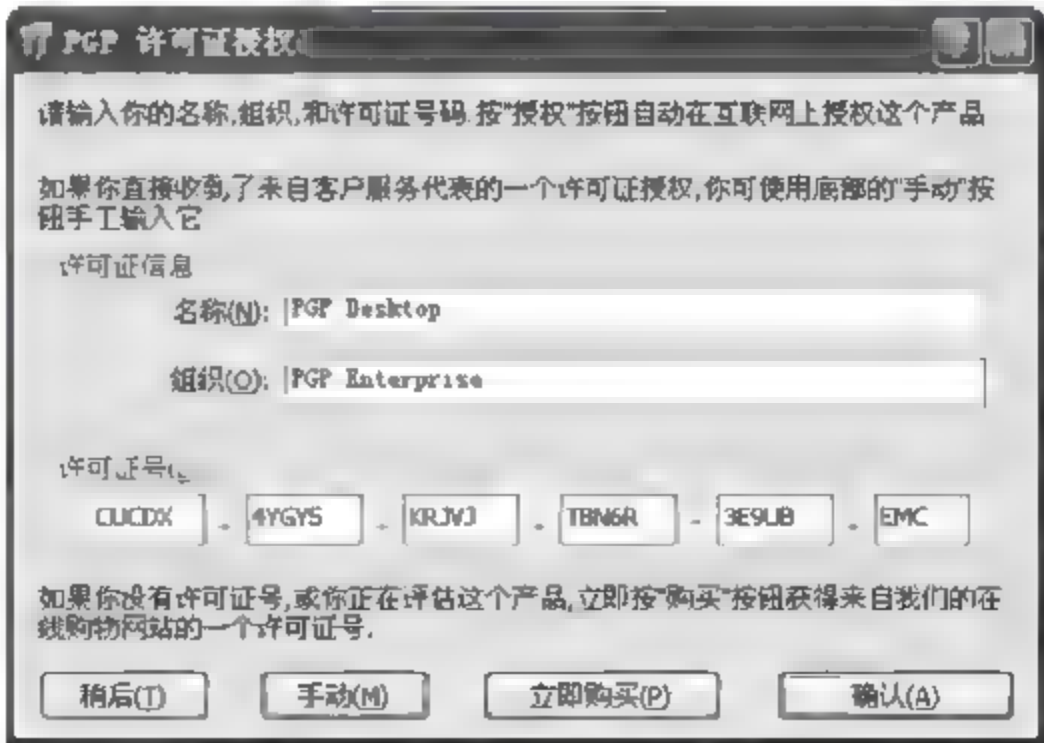 PGP 许可证授权
请输入你的名称,组织,和许可证号码.按"授权"按钮自动在互联网上授权这个产品
如果你直接收到了来自客户服务代表的一个许可证授权,你可使用底部的"手动"按
钮手工输入它
许可证信息
名称(N): PGP Desktop
组织(O): PGP Enterprise
许可证号(
CUCDX - 4YGYS - KRJVJ - TBN6R - 3E9UB - EMC
如果你没有许可证号,或你正在评估这个产品,立即按"购买"按钮获得来自我们的在
线购物网站的一个许可证号.
稍后(T) 手动(M) 立即购买(P) 确认(A)